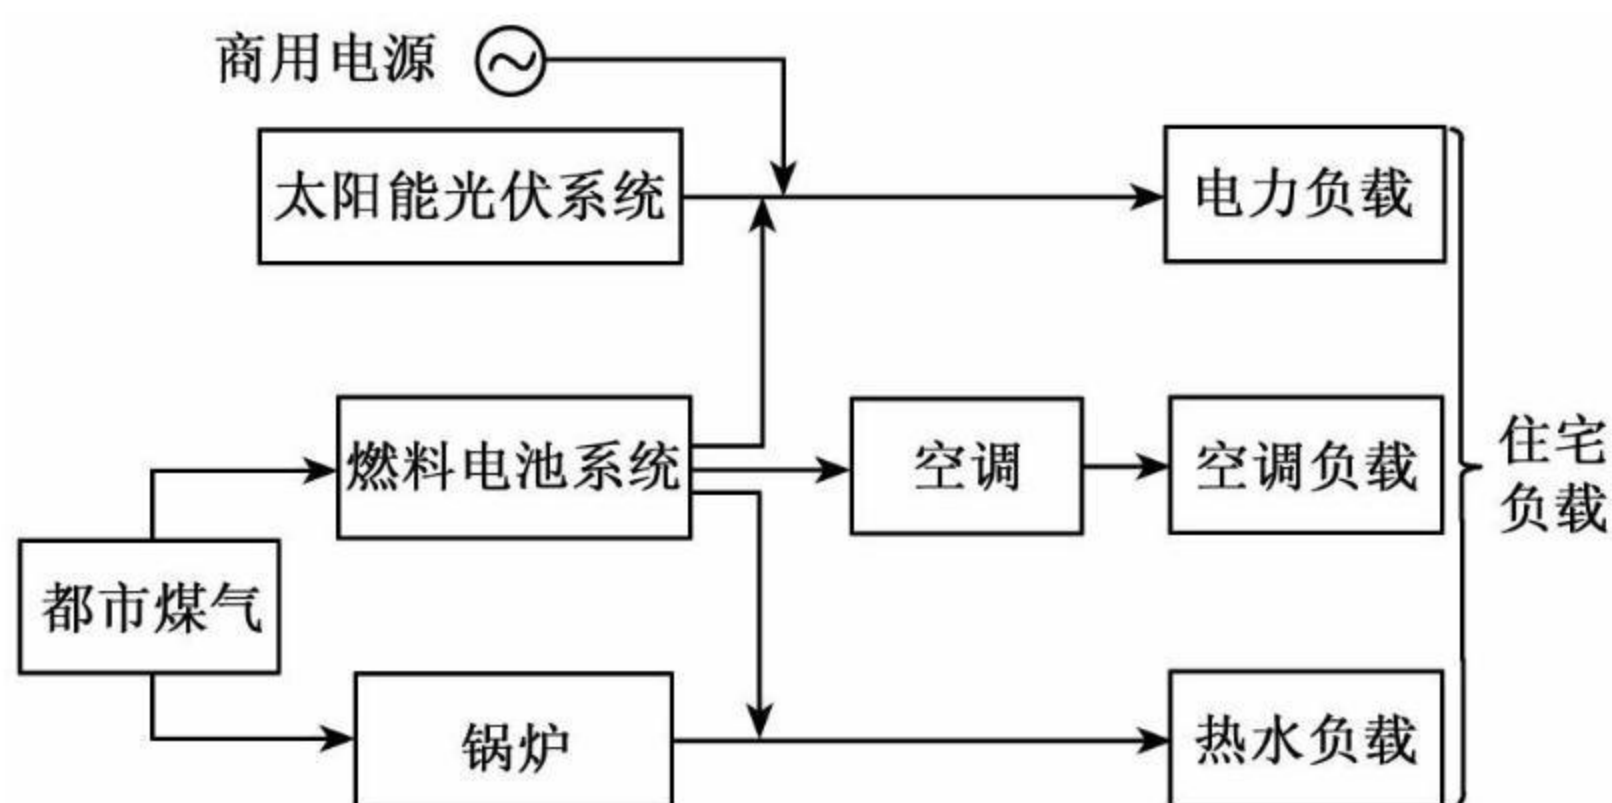 商用电源
太阳能光伏系统
电力负载
燃料电池系统
空调
空调负载
住宅
负载
都市煤气
锅炉
热水负载